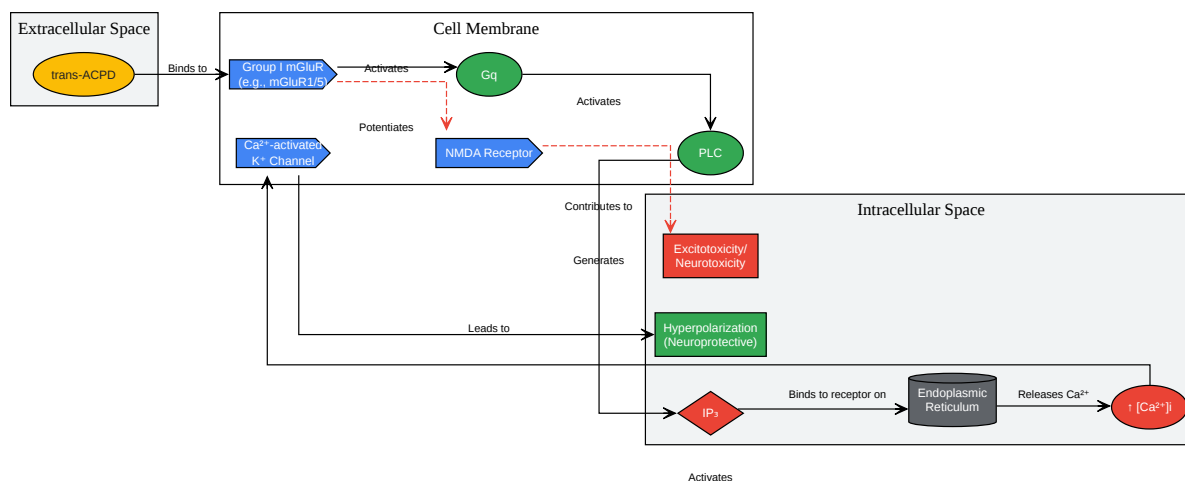 Extracellular Space
Cell Membrane
trans-ACPD
Binds to
Group I mGluR
(e.g., mGluR1/5)
Activates
Gq
Activates
Potentiates
Ca²⁺-activated
K⁺ Channel
NMDA Receptor
PLC
Contributes to
Intracellular Space
Excitotoxicity/
Neurotoxicity
Generates
Leads to
Hyperpolarization
(Neuroprotective)
IP₃
Binds to receptor on
Endoplasmic
Reticulum
Releases Ca²⁺
↑ [Ca²⁺]i
Activates